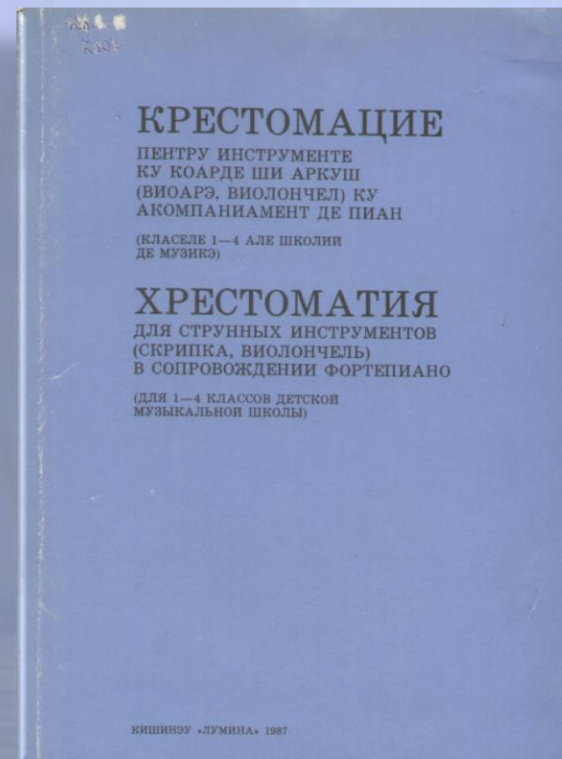 КРЕСТОМАЦИЕ
ПЕНТРУ ИНСТРУМЕНТЕ
КУ КОАРДЕ ШИ АРКУШ
(ВИОАРЭ, ВИОЛОНЧЕЛ) КУ
АКОМПАНИАМЕНТ ДЕ ПИАН
(КЛАСЕЛЕ 1—4 АЛЕ ШКОЛИЙ
ДЕ МУЗИКЭ)
ХРЕСТОМАТИЯ
ДЛЯ СТРУННЫХ ИНСТРУМЕНТОВ
(СКРИПКА, ВИОЛОНЧЕЛЬ)
В СОПРОВОЖДЕНИИ ФОРТЕПИАНО
(ДЛЯ 1—4 КЛАССОВ ДЕТСКОЙ
МУЗЫКАЛЬНОЙ ШКОЛЫ)
КИШИНЭУ «ЛУМИНА» 1987